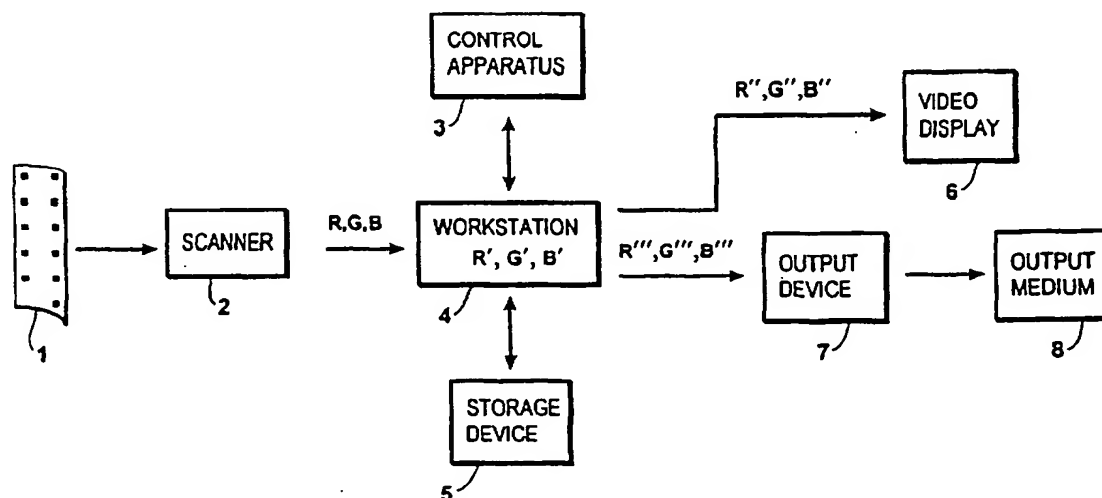 CONTROL
APPARATUS
3
R'',G'',B''
VIDEO
DISPLAY
6
1
SCANNER
2
R,G,B
WORKSTATION
R', G', B'
4
R''',G''',B'''
OUTPUT
DEVICE
7
OUTPUT
MEDIUM
8
STORAGE
DEVICE
5